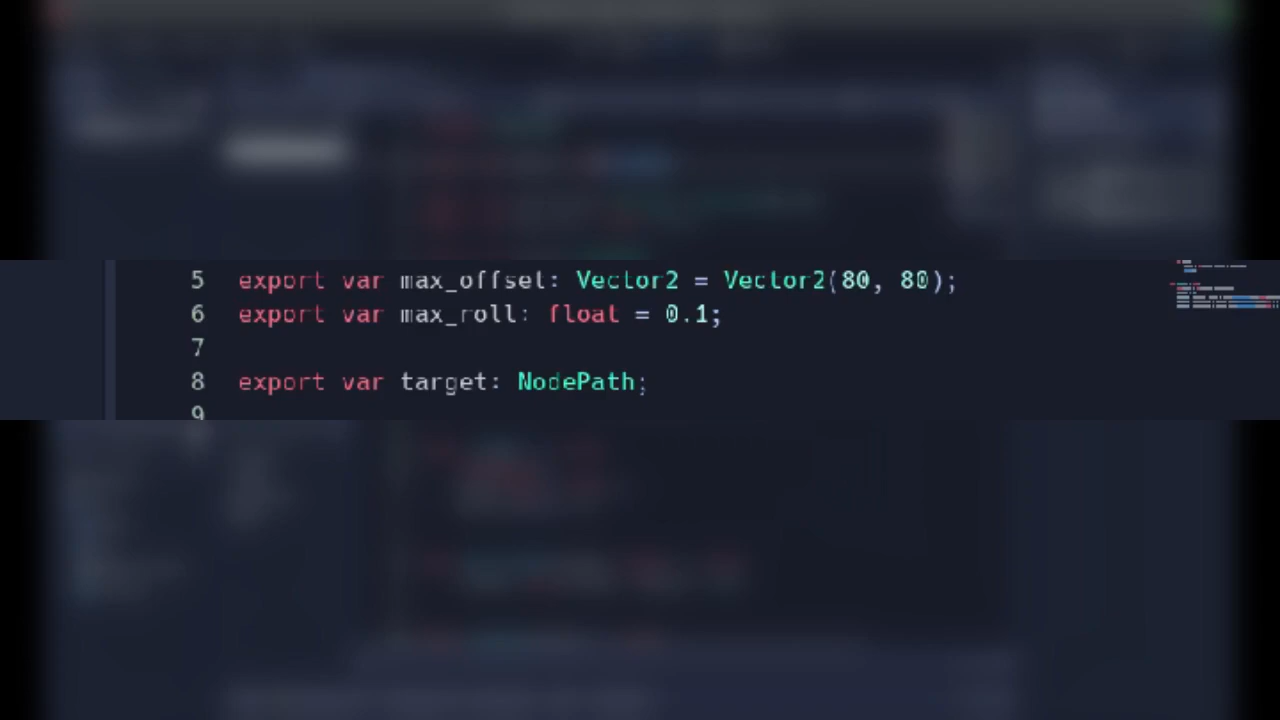 5 export var max_offset: Vector2 = Vector2(80, 80);
6 export var max_roll: float = 0.1;
7
8 export var target: NodePath;
9